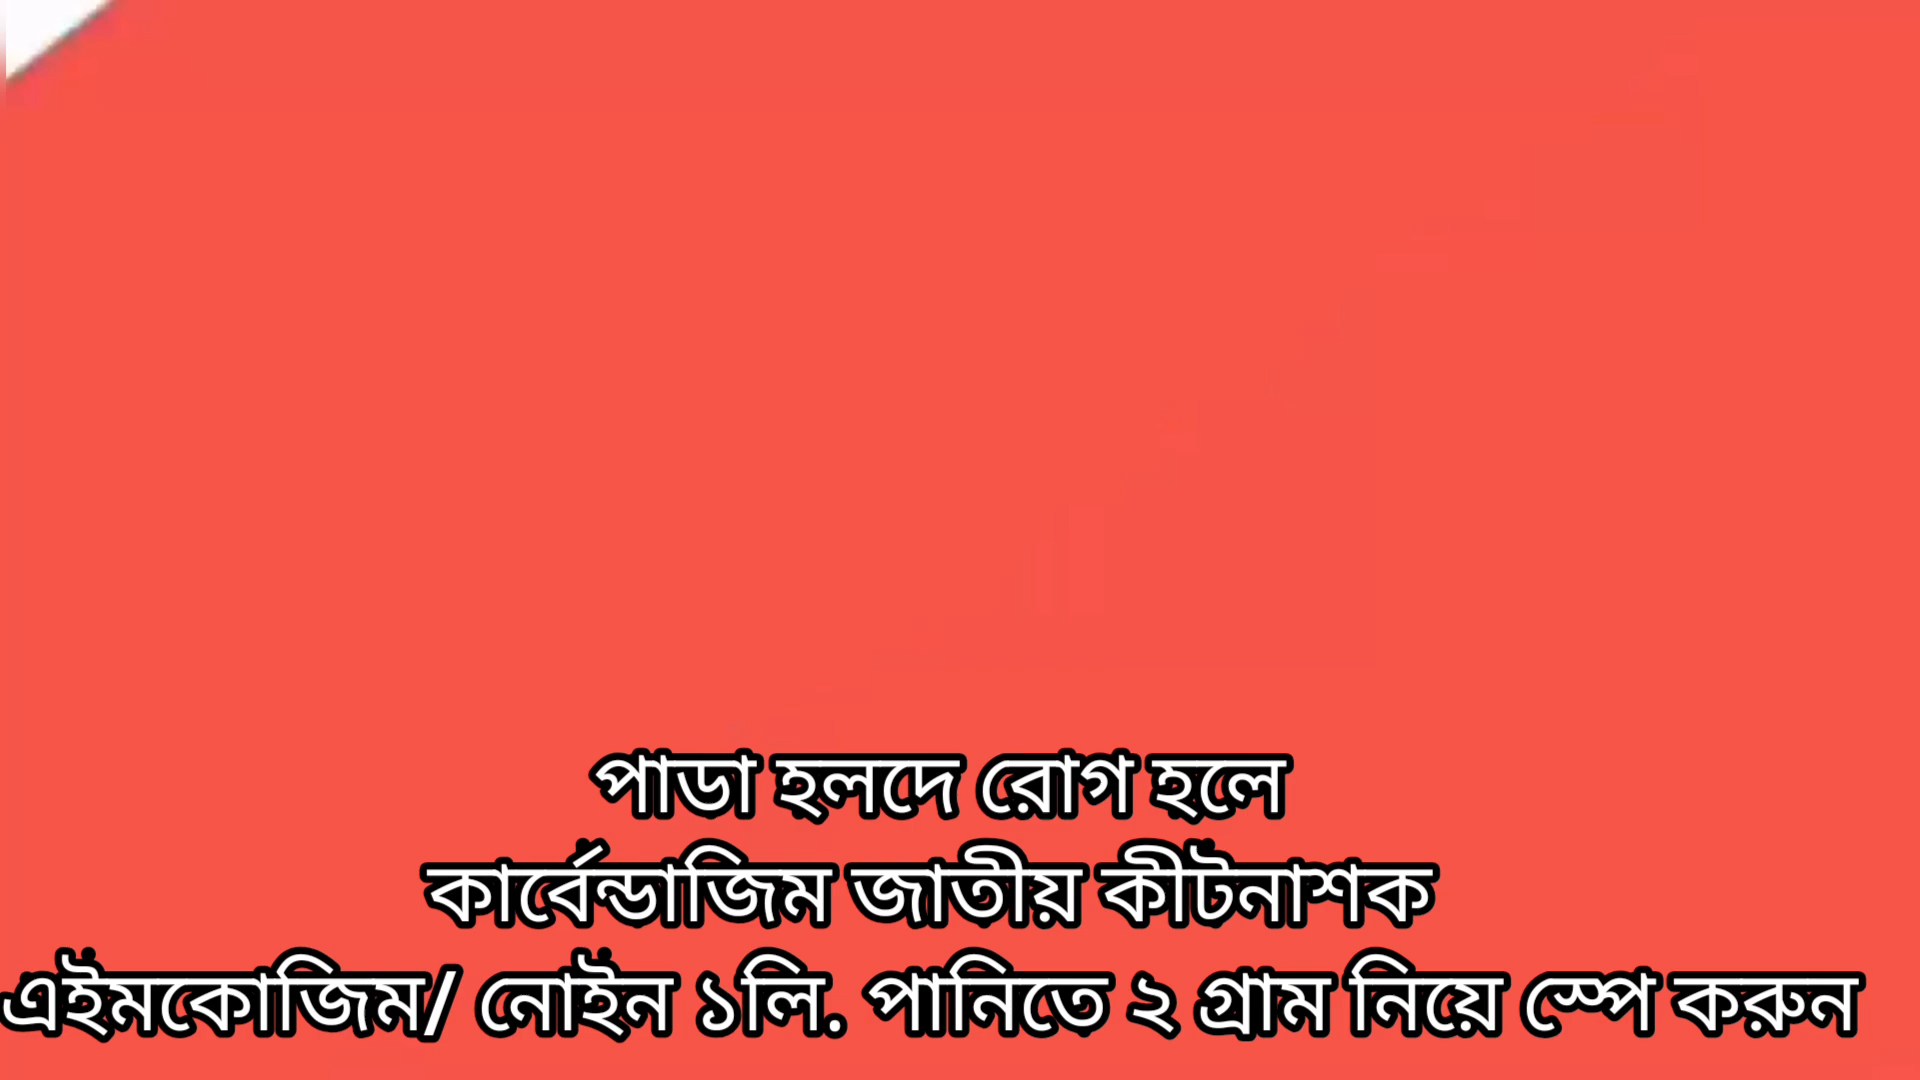 পাডা হলদে রোগ হলে
কার্বেন্ডাজিম জাতীয় কীটনাশক
এইমকোজিম/ নোইন ১লি. পানিতে ২ গ্রাম নিয়ে স্পে করুন